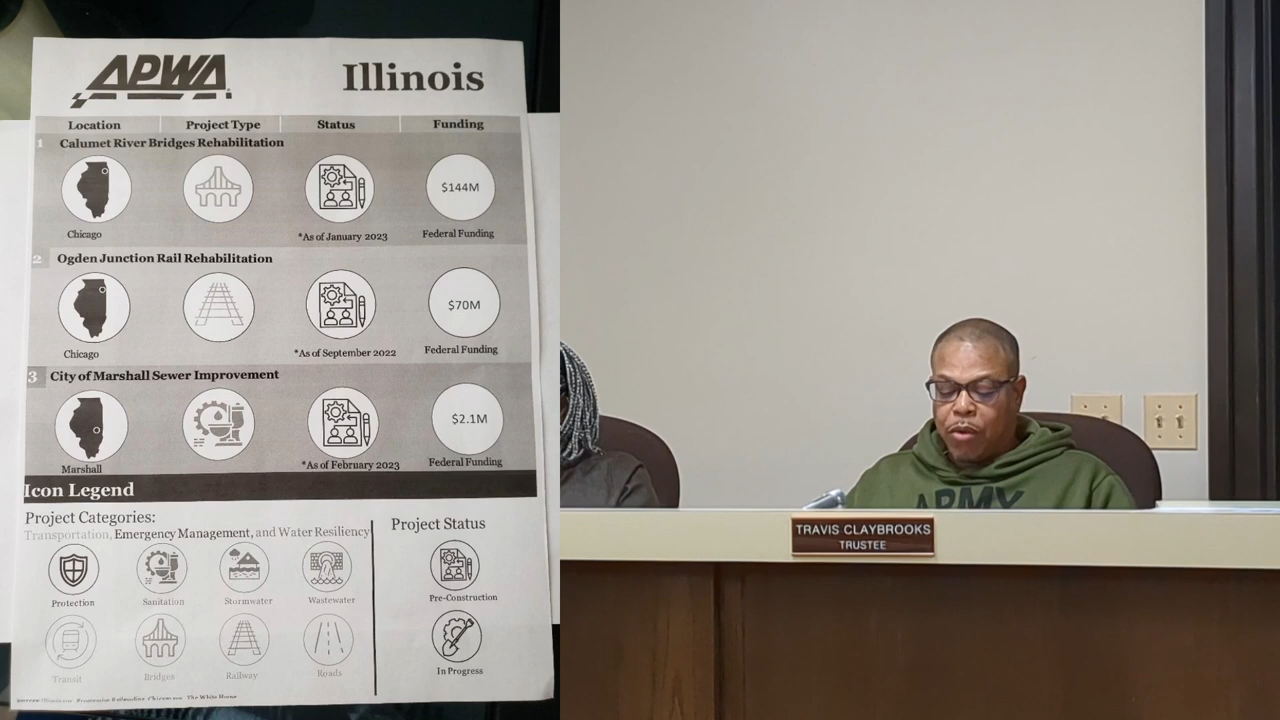 APWA
Illinois
Location Project Type Status Funding
1 Calumet River Bridges Rehabilitation
$144M
Chicago *As of January 2023 Federal Funding
2 Ogden Junction Rail Rehabilitation
$70M
Chicago *As of September 2022 Federal Funding
3 City of Marshall Sewer Improvement
$2.1M
Marshall *As of February 2023 Federal Funding
Icon Legend
Project Categories:
Transportation, Emergency Management, and Water Resiliency
Protection Sanitation Stormwater Wastewater
Transit Bridges Railway Roads
Project Status
Pre-Construction
In Progress
The White House
ARMY
TRAVIS CLAYBROOKS
TRUSTEE